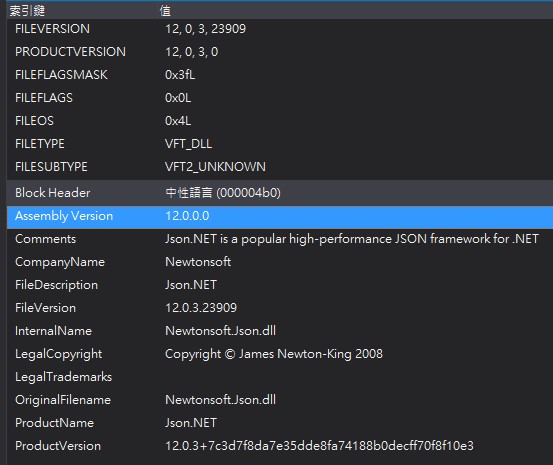 索引鍵 值
FILEVERSION 12, 0, 3, 23909
PRODUCTVERSION 12, 0, 3, 0
FILEFLAGSMASK 0x3fL
FILEFLAGS 0x0L
FILEOS 0x4L
FILETYPE VFT_DLL
FILESUBTYPE VFT2_UNKNOWN
Block Header 中性語言 (000004b0)
Assembly Version 12.0.0.0
Comments Json.NET is a popular high-performance JSON framework for .NET
CompanyName Newtonsoft
FileDescription Json.NET
FileVersion 12.0.3.23909
InternalName Newtonsoft.Json.dll
LegalCopyright Copyright © James Newton-King 2008
LegalTrademarks
OriginalFilename Newtonsoft.Json.dll
ProductName Json.NET
ProductVersion 12.0.3+7c3d7f8da7e35dde8fa74188b0decff70f8f10e3